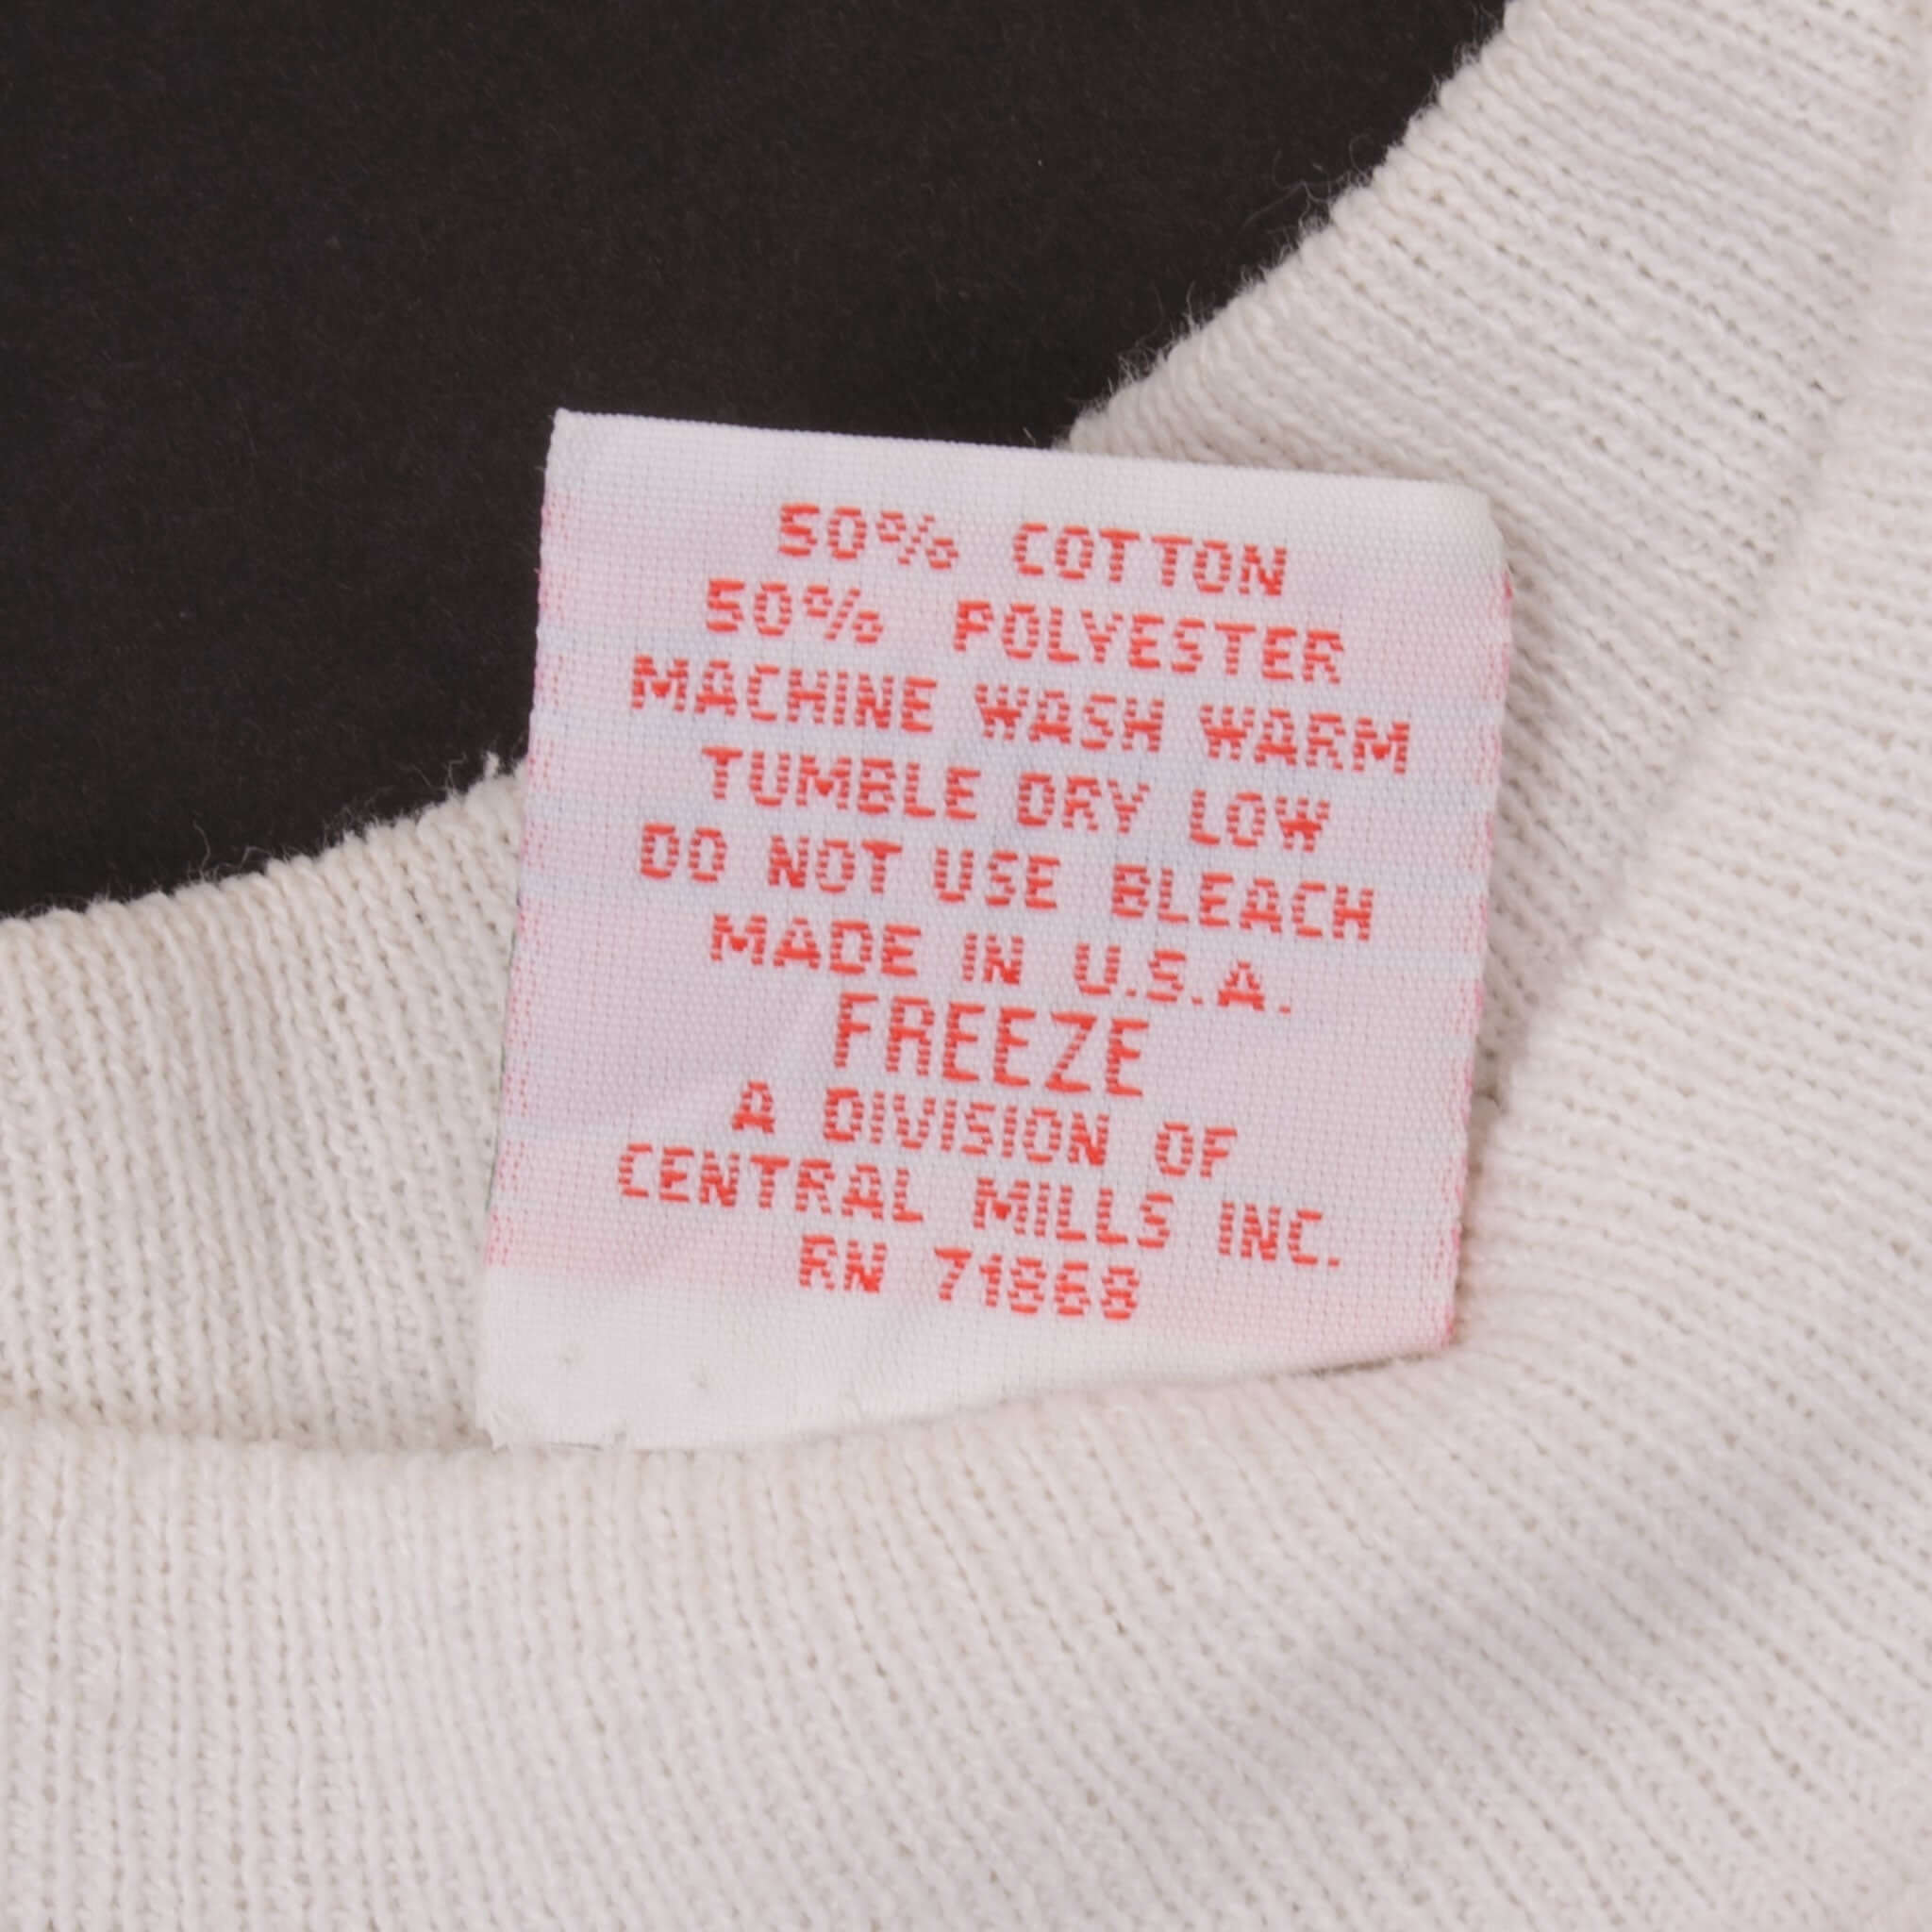 50% COTTON
50% POLYESTER
MACHINE WASH WARM
TUMBLE DRY LOW
DO NOT USE BLEACH
MADE IN U.S.A.
FREEZE
A DIVISION OF
CENTRAL MILLS INC.
RN 71868